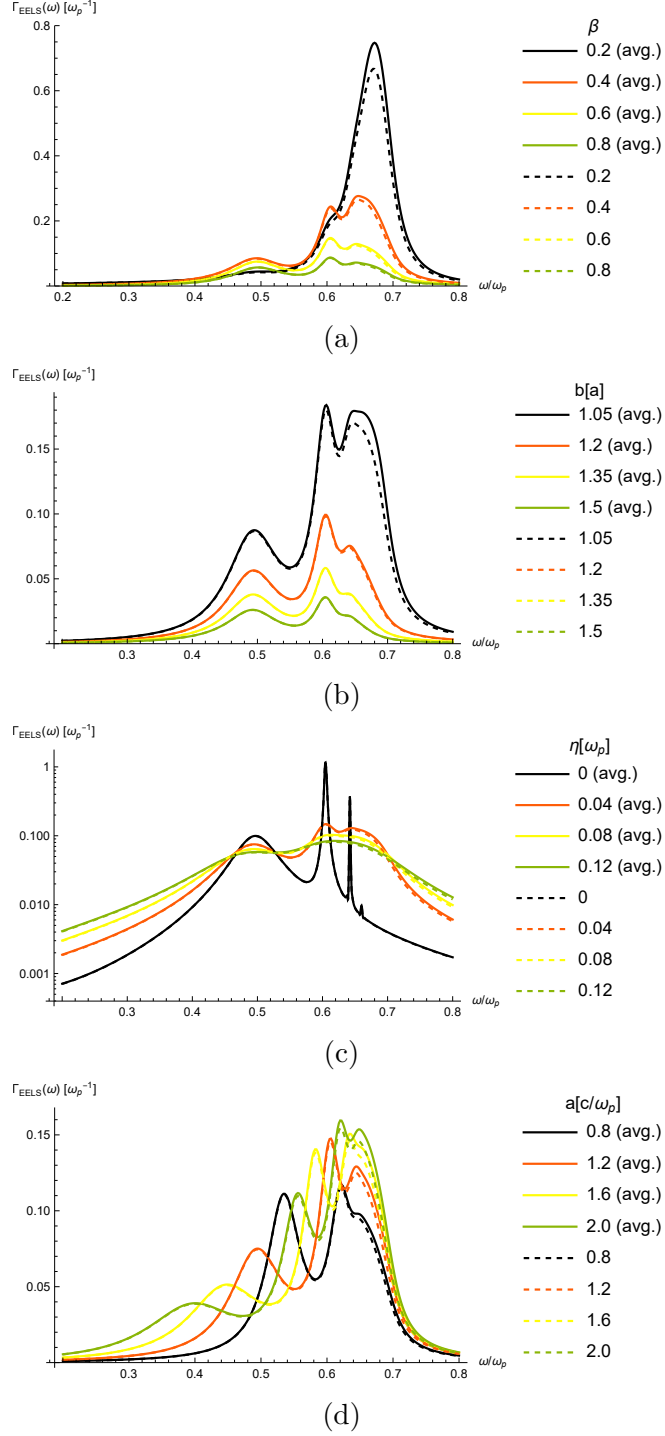 Γ_EELS(ω) [ω_p⁻¹]
0.8
0.6
0.4
0.2
0.2 0.3 0.4 0.5 0.6 0.7 0.8
ω/ω_p
β
0.2 (avg.)
0.4 (avg.)
0.6 (avg.)
0.8 (avg.)
0.2
0.4
0.6
0.8
(a)
Γ_EELS(ω) [ω_p⁻¹]
0.15
0.10
0.05
0.3 0.4 0.5 0.6 0.7 0.8
ω/ω_p
b[a]
1.05 (avg.)
1.2 (avg.)
1.35 (avg.)
1.5 (avg.)
1.05
1.2
1.35
1.5
(b)
Γ_EELS(ω) [ω_p⁻¹]
1
0.100
0.010
0.001
0.3 0.4 0.5 0.6 0.7 0.8
ω/ω_p
η[ω_p]
0 (avg.)
0.04 (avg.)
0.08 (avg.)
0.12 (avg.)
0
0.04
0.08
0.12
(c)
Γ_EELS(ω) [ω_p⁻¹]
0.15
0.10
0.05
0.3 0.4 0.5 0.6 0.7 0.8
ω/ω_p
a[c/ω_p]
0.8 (avg.)
1.2 (avg.)
1.6 (avg.)
2.0 (avg.)
0.8
1.2
1.6
2.0
(d)